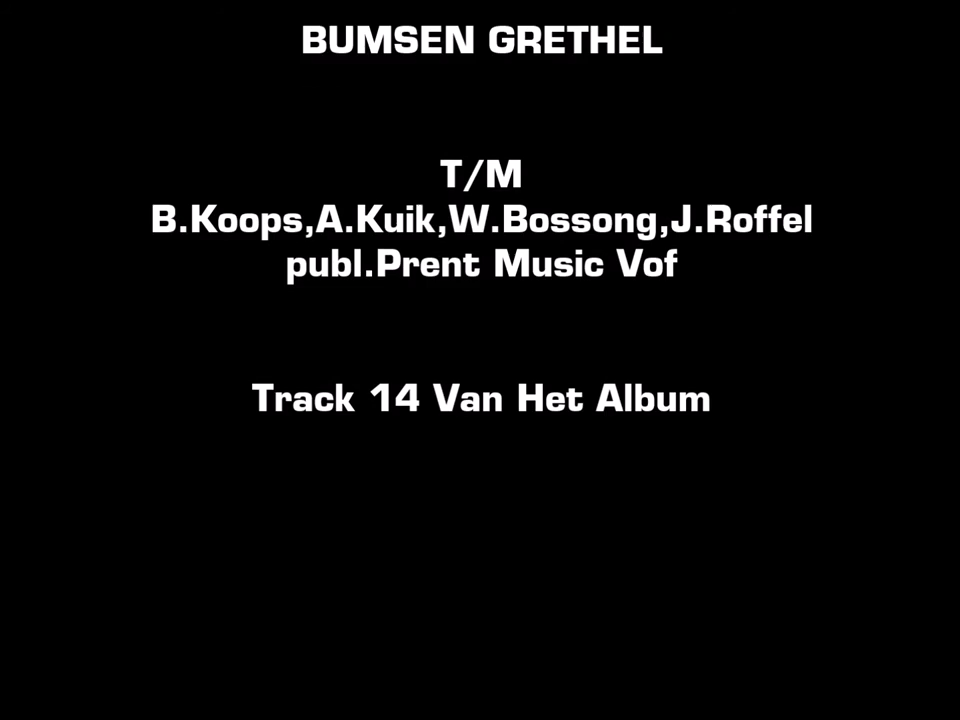 BUMSEN GRETHEL
T/M
B.Koops,A.Kuik,W.Bossong,J.Roffel
publ.Prent Music Vof
Track 14 Van Het Album